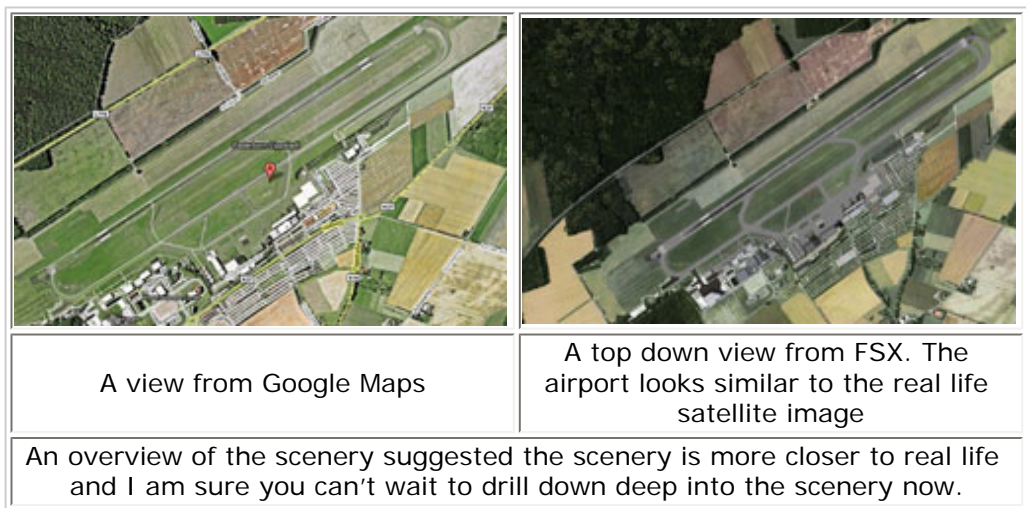 A view from Google Maps
A top down view from FSX. The
airport looks similar to the real life
satellite image
An overview of the scenery suggested the scenery is more closer to real life
and I am sure you can't wait to drill down deep into the scenery now.